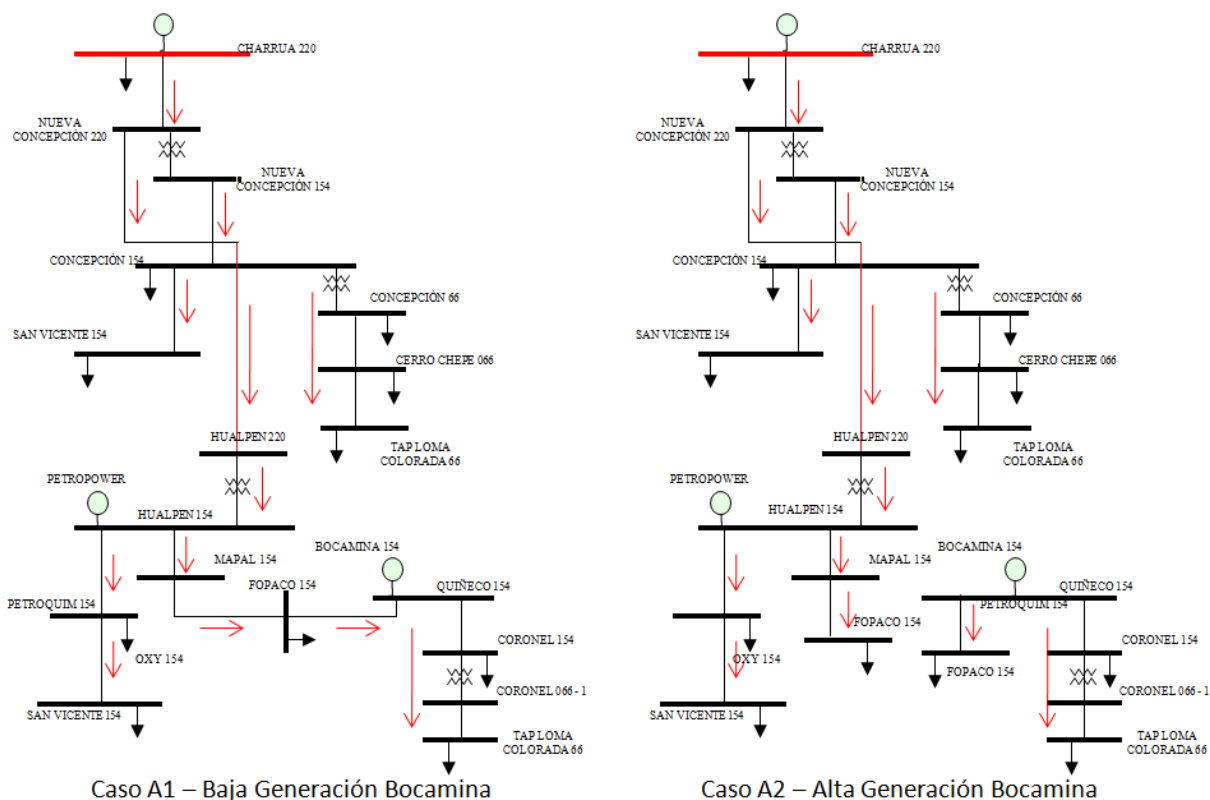 CHARRUA 220
NUEVA
CONCEPCIÓN 220
NUEVA
CONCEPCIÓN 154
CONCEPCIÓN 154
CONCEPCIÓN 66
SAN VICENTE 154
CERRO CHEPE 066
HUALPEN 220
TAP LOMA
COLORADA 66
PETROPOWER
HUALPEN 154
BOCAMINA 154
MAPAL 154
FOPACO 154
QUIÑECO 154
PETROQUIM 154
CORONEL 154
OXY 154
CORONEL 066 - 1
SAN VICENTE 154
TAP LOMA
COLORADA 66
Caso A1 – Baja Generación Bocamina
CHARRUA 220
NUEVA
CONCEPCIÓN 220
NUEVA
CONCEPCIÓN 154
CONCEPCIÓN 154
CONCEPCIÓN 66
SAN VICENTE 154
CERRO CHEPE 066
HUALPEN 220
TAP LOMA
COLORADA 66
PETROPOWER
HUALPEN 154
BOCAMINA 154
MAPAL 154
QUIÑECO 154
PETROQUIM 154
FOPACO 154
CORONEL 154
OXY 154
FOPACO 154
CORONEL 066 - 1
SAN VICENTE 154
TAP LOMA
COLORADA 66
Caso A2 – Alta Generación Bocamina